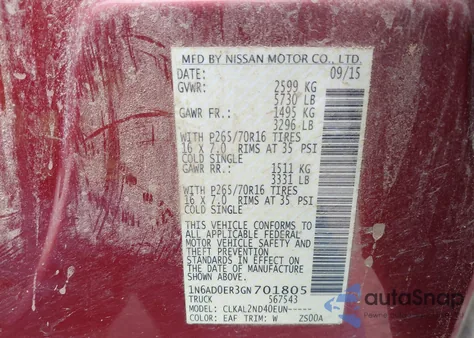 MFD BY NISSAN MOTOR CO., LTD.
DATE: 09/15
GVWR: 2599 KG
5730 LB
GAWR FR.: 1495 KG
3296 LB
WITH P265/70R16 TIRES
16 X 7.0 RIMS AT 35 PSI
COLD SINGLE
GAWR RR.: 1511 KG
3331 LB
WITH P265/70R16 TIRES
16 X 7.0 RIMS AT 35 PSI
COLD SINGLE
THIS VEHICLE CONFORMS TO
ALL APPLICABLE FEDERAL
MOTOR VEHICLE SAFETY AND
THEFT PREVENTION
STANDARDS IN EFFECT ON
THE DATE OF MANUFACTURE
SHOWN ABOVE.
1N6AD0ER3GN701805
TRUCK 567543
MODEL: CLKAL2ND40EUN-----
COLOR: EAF TRIM: W ZS00A
autoSnap